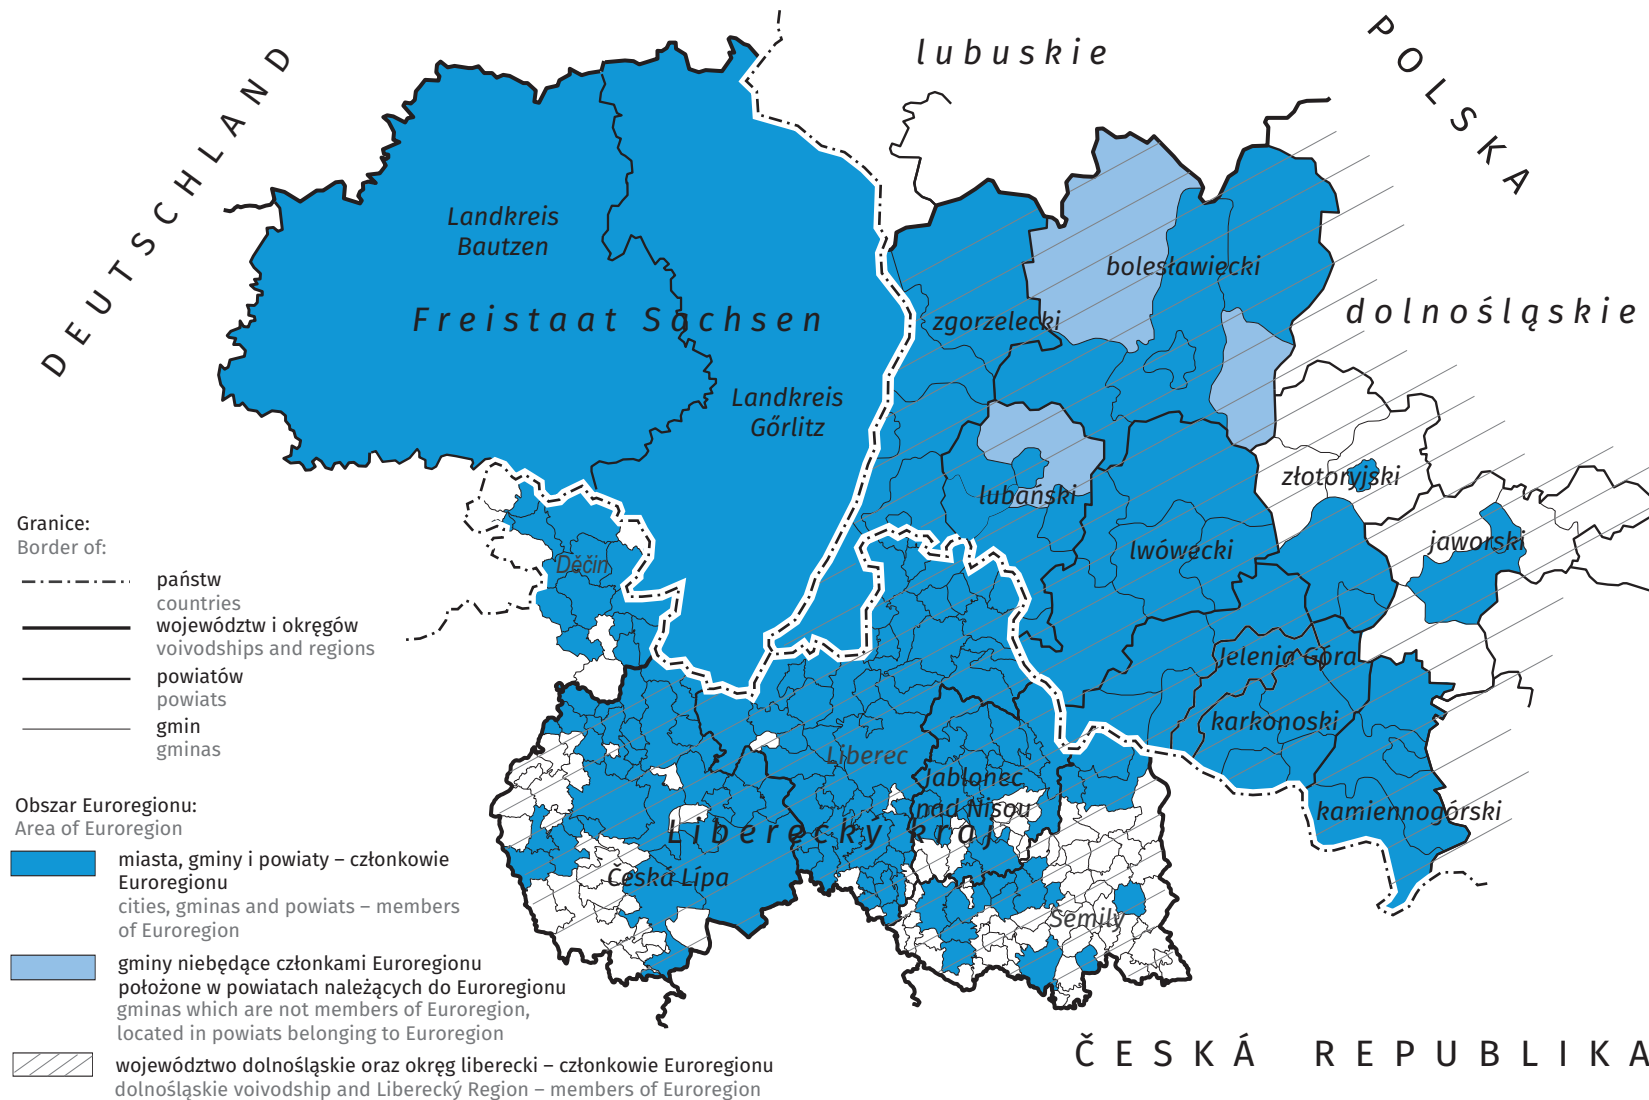 DEUTSCHLAND
lubuskie
POLSKA
Landkreis
Bautzen
bolesławiecki
Freistaat Sachsen
zgorzelecki
dolnośląskie
Landkreis
Gőrlitz
złotoryjski
lubański
jaworski
lwówecki
Děčín
Jelenia Góra
karkonoski
Liberec
Jablonec
nad Nisou
kamiennogórski
Liberecký kraj
Česká Lípa
Semily
ČESKÁ REPUBLIKA
Granice:
Border of:
państw
countries
województw i okręgów
voivodships and regions
powiatów
powiats
gmin
gminas
Obszar Euroregionu:
Area of Euroregion
miasta, gminy i powiaty – członkowie
Euroregionu
cities, gminas and powiats – members
of Euroregion
gminy niebędące członkami Euroregionu
położone w powiatach należących do Euroregionu
gminas which are not members of Euroregion,
located in powiats belonging to Euroregion
województwo dolnośląskie oraz okręg liberecki – członkowie Euroregionu
dolnośląskie voivodship and Liberecký Region – members of Euroregion